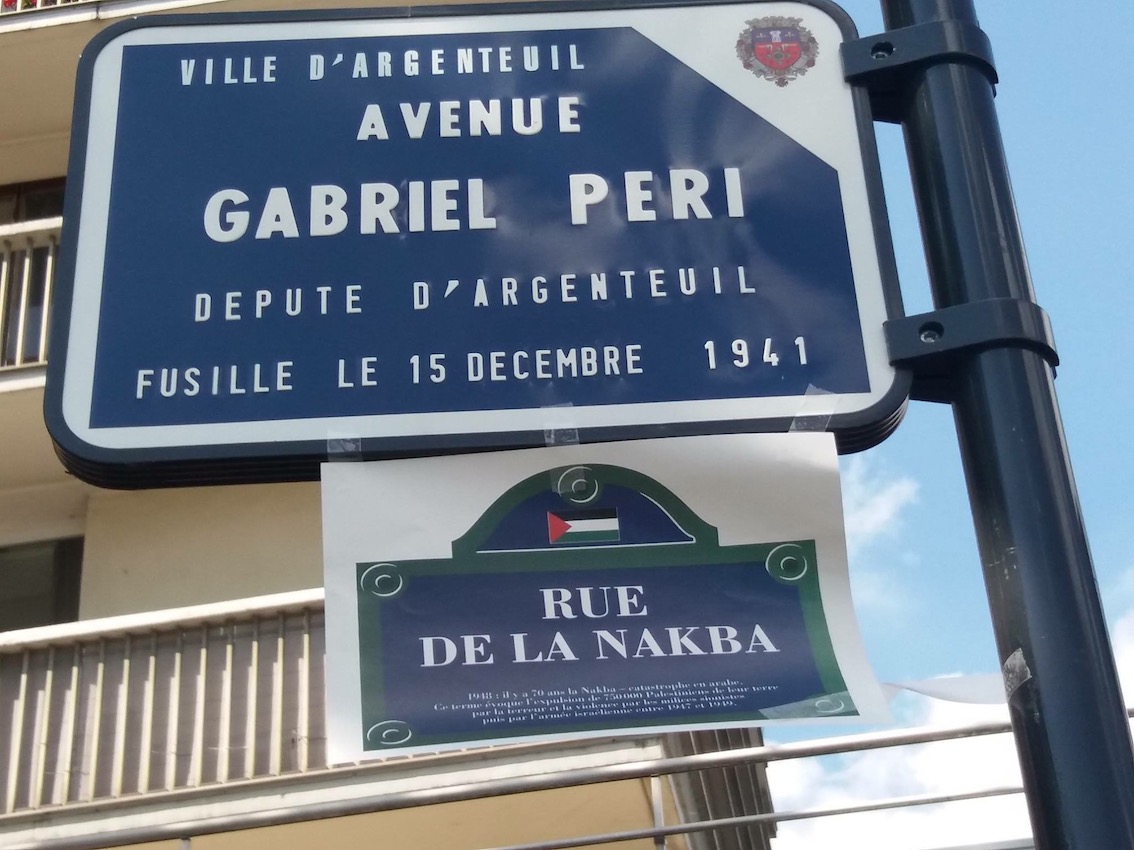 VILLE D'ARGENTEUIL
AVENUE
GABRIEL PERI
DEPUTE D'ARGENTEUIL
FUSILLE LE 15 DECEMBRE 1941
RUE
DE LA NAKBA
1948 : il y a 70 ans la Nakba – catastrophe en arabe.
Ce terme évoque l'expulsion de 750 000 Palestiniens de leur terre
par la terreur et la violence par les milices sionistes
puis par l'armée israélienne entre 1947 et 1949.